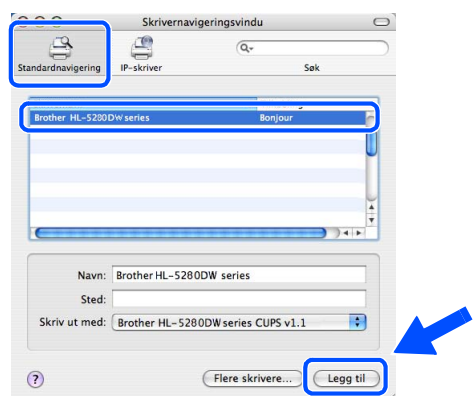 Skrivernavigeringsvindu
Standardnavigering IP-skriver Søk
Brother HL-5280DW series Bonjour
Navn: Brother HL-5280DW series
Sted:
Skriv ut med: Brother HL-5280DW series CUPS v1.1
? Flere skrivere... Legg til